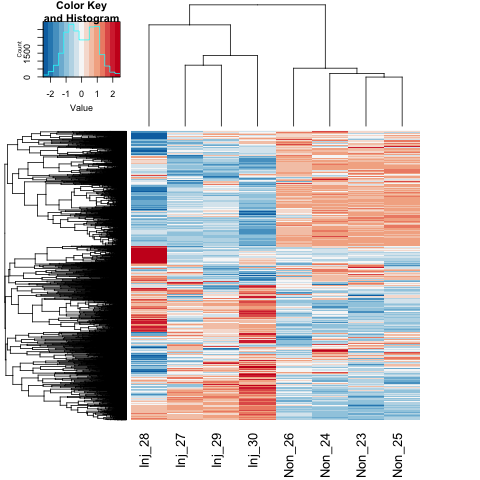 Color Key
and Histogram
Count
0 1500
-2 -1 0 1 2
Value
Inj_28 Inj_27 Inj_29 Inj_30 Non_26 Non_24 Non_23 Non_25